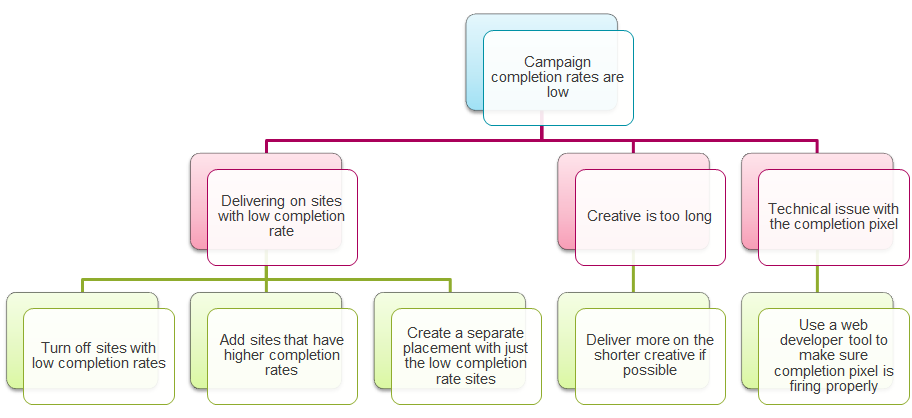 Campaign
completion rates are
low
Delivering on sites
with low completion
rate
Creative is too long
Technical issue with
the completion pixel
Turn off sites with
low completion rates
Add sites that have
higher completion
rates
Create a separate
placement with just
the low completion
rate sites
Deliver more on the
shorter creative if
possible
Use a web
developer tool to
make sure
completion pixel is
firing properly